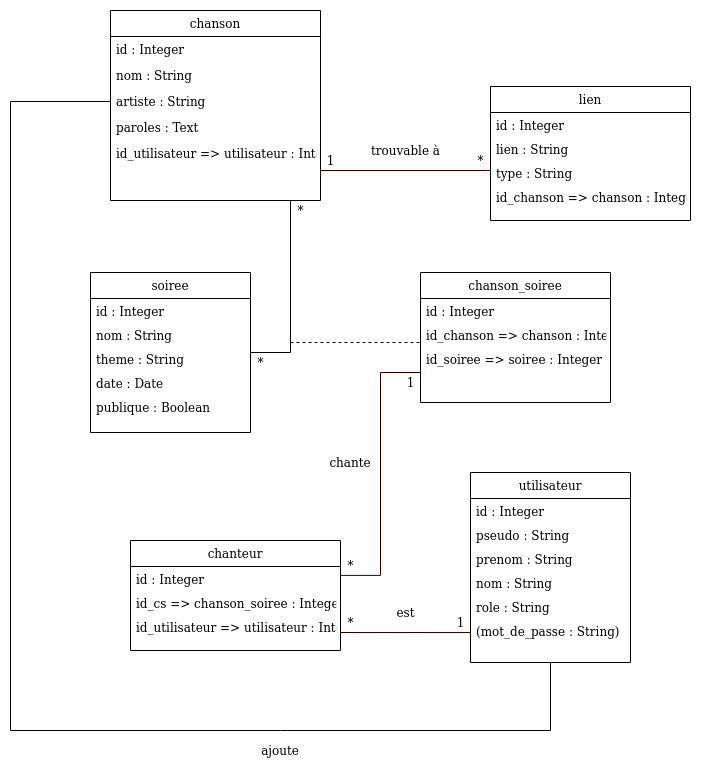 chanson
id : Integer
nom : String
artiste : String
paroles : Text
id_utilisateur => utilisateur : Int
1
trouvable à
*
lien
id : Integer
lien : String
type : String
id_chanson => chanson : Integ
*
soiree
id : Integer
nom : String
theme : String
date : Date
publique : Boolean
*
chanson_soiree
id : Integer
id_chanson => chanson : Inte
id_soiree => soiree : Integer
1
chante
*
chanteur
id : Integer
id_cs => chanson_soiree : Intege
id_utilisateur => utilisateur : Int
*
est
1
utilisateur
id : Integer
pseudo : String
prenom : String
nom : String
role : String
(mot_de_passe : String)
ajoute